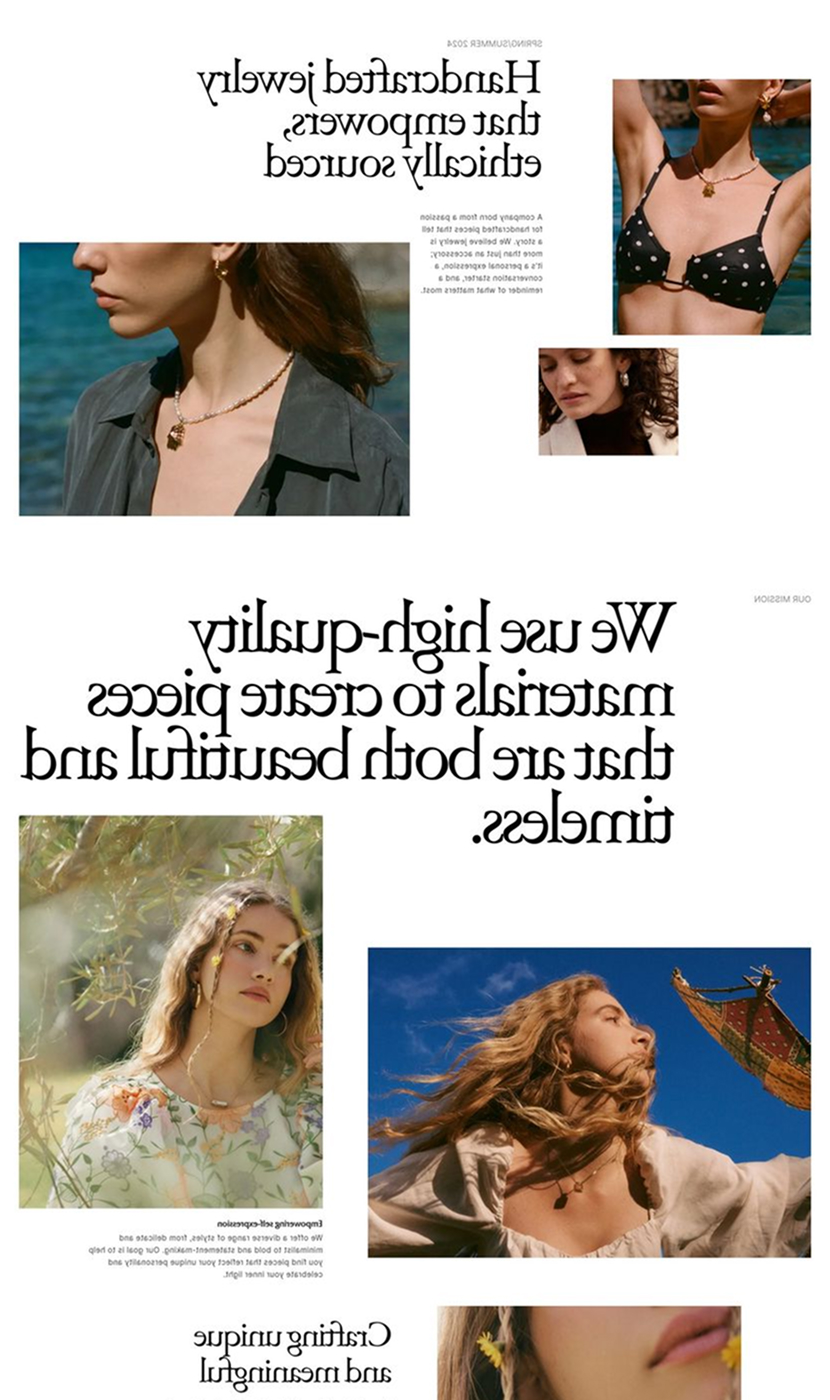 SPRING/SUMMER 2024
Handcrafted jewelry
that empowers,
ethically sourced
A company born from a passion
for handcrafted pieces that tell
a story. We believe jewelry is
more than just an accessory;
it's a personal expression, a
conversation starter, and a
reminder of what matters most.
OUR MISSION
We use high-quality
materials to create pieces
that are both beautiful and
timeless.
Empowering self-expression
We offer a diverse range of styles, from delicate and
minimalist to bold and statement-making. Our goal is to help
you find pieces that reflect your unique personality and
celebrate your inner light.
Crafting unique
and meaningful